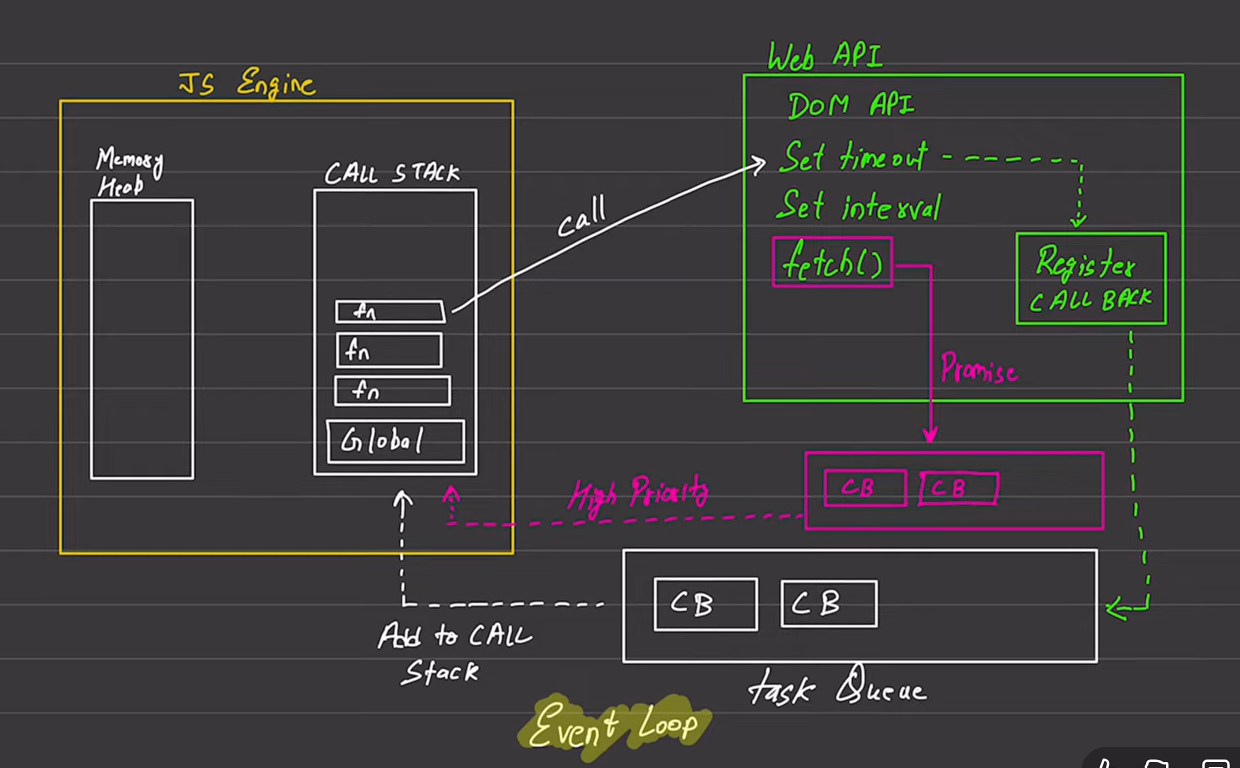 JS Engine
Memory
Heab
CALL STACK
fn
fn
fn
Global
call
Web API
DOM API
Set timeout
Set interval
fetch()
Register
CALL BACK
Promise
CB
CB
High Priority
CB
CB
Add to CALL
Stack
task Queue
Event Loop